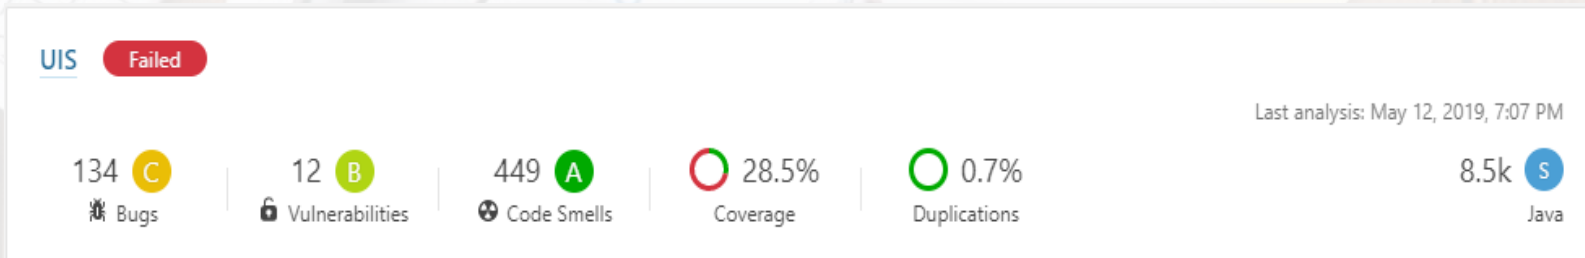 UIS Failed
Last analysis: May 12, 2019, 7:07 PM
134 C 12 B 449 A 28.5% 0.7% 8.5k S
Bugs Vulnerabilities Code Smells Coverage Duplications Java